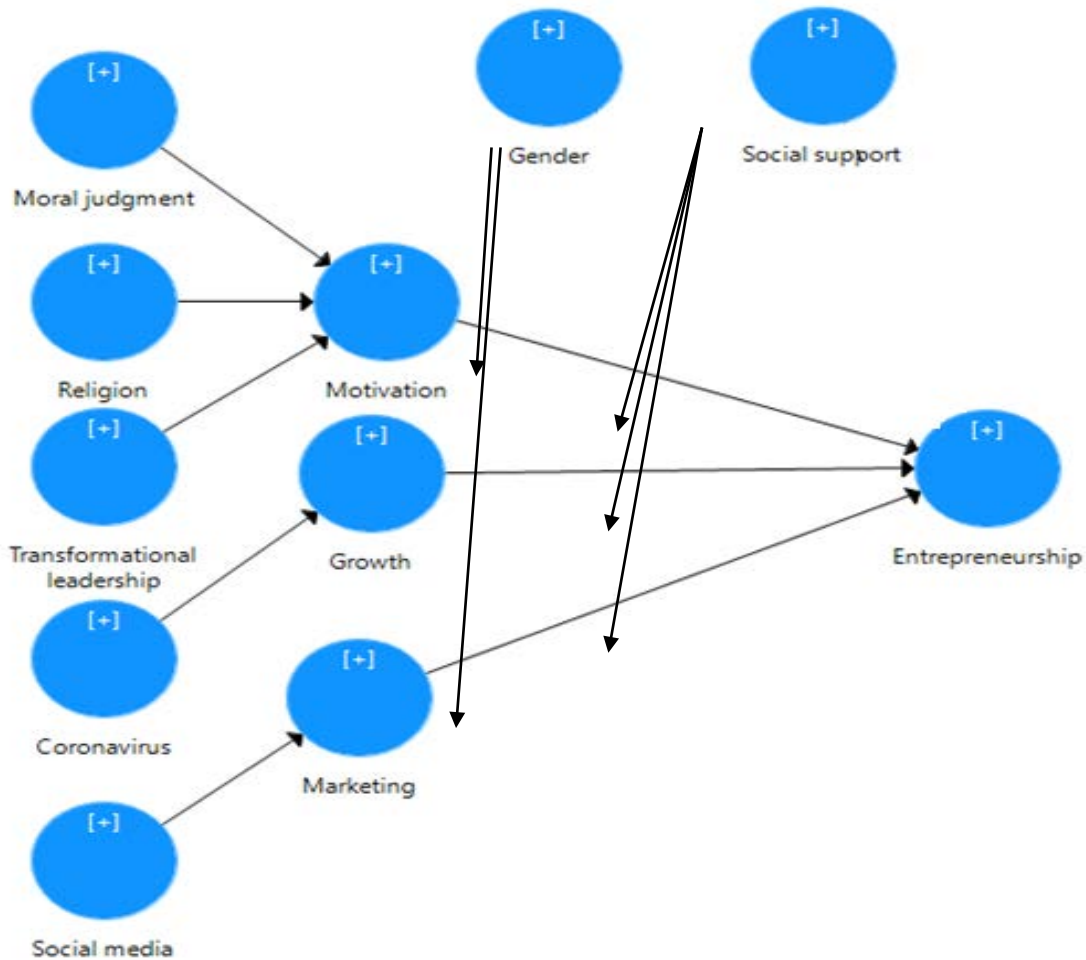 [+]
Gender
[+]
Social support
[+]
Moral judgment
[+]
Religion
[+]
Motivation
[+]
Transformational
leadership
[+]
Growth
[+]
Entrepreneurship
[+]
Coronavirus
[+]
Marketing
[+]
Social media